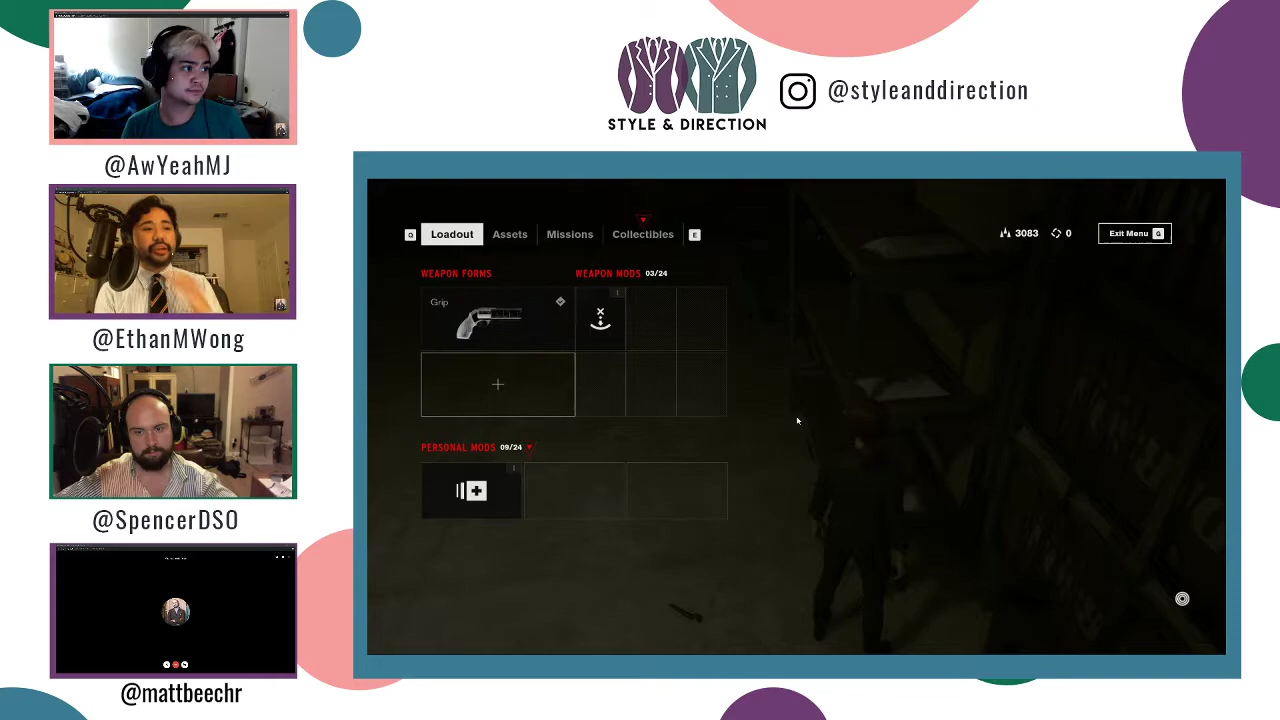 @AwYeahMJ
@EthanMWong
@SpencerDSO
@mattbeechr
STYLE & DIRECTION
@styleanddirection
Q Loadout Assets Missions Collectibles E
3083 0 Exit Menu G
WEAPON FORMS WEAPON MODS 03/24
Grip
PERSONAL MODS 09/24